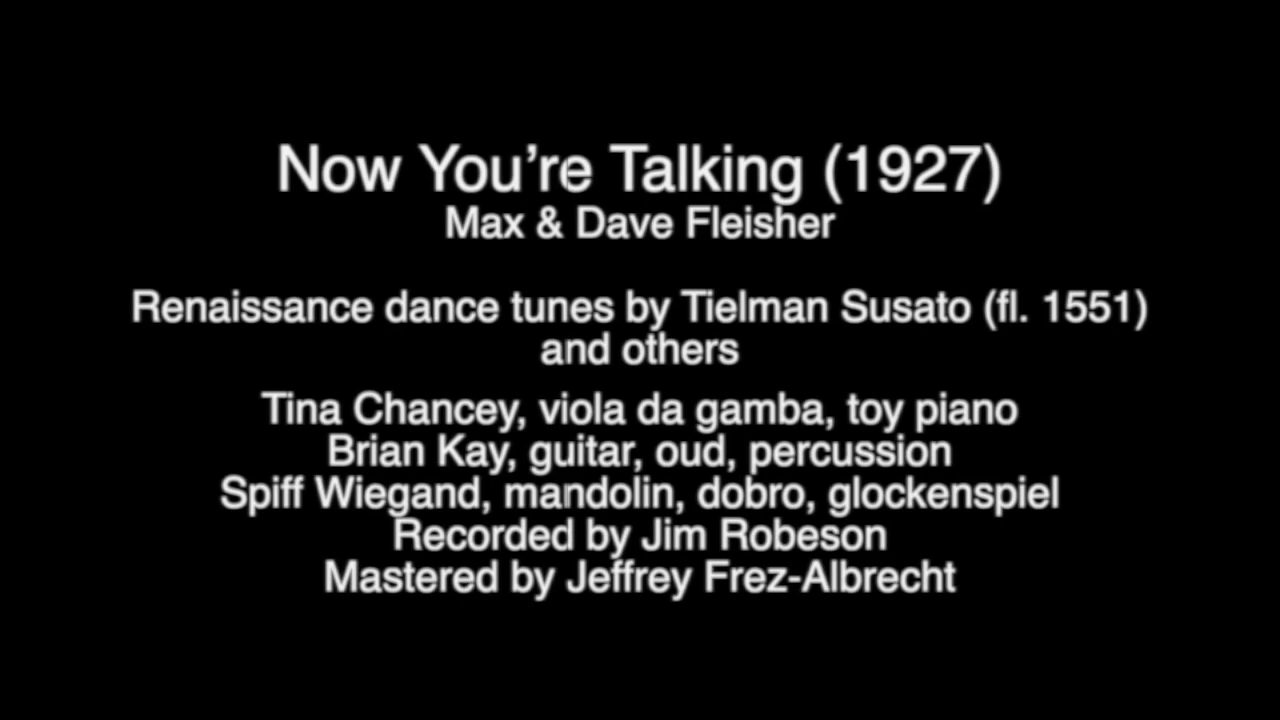 Now You're Talking (1927)
Max & Dave Fleisher
Renaissance dance tunes by Tielman Susato (fl. 1551)
and others
Tina Chancey, viola da gamba, toy piano
Brian Kay, guitar, oud, percussion
Spiff Wiegand, mandolin, dobro, glockenspiel
Recorded by Jim Robeson
Mastered by Jeffrey Frez-Albrecht